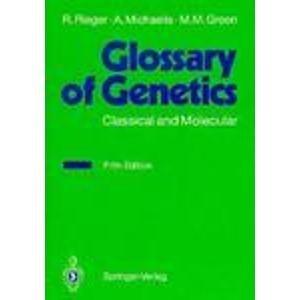 R. Rieger · A. Michaelis · M.M. Green
Glossary
of Genetics
Classical and Molecular
Fifth Edition
Springer-Verlag